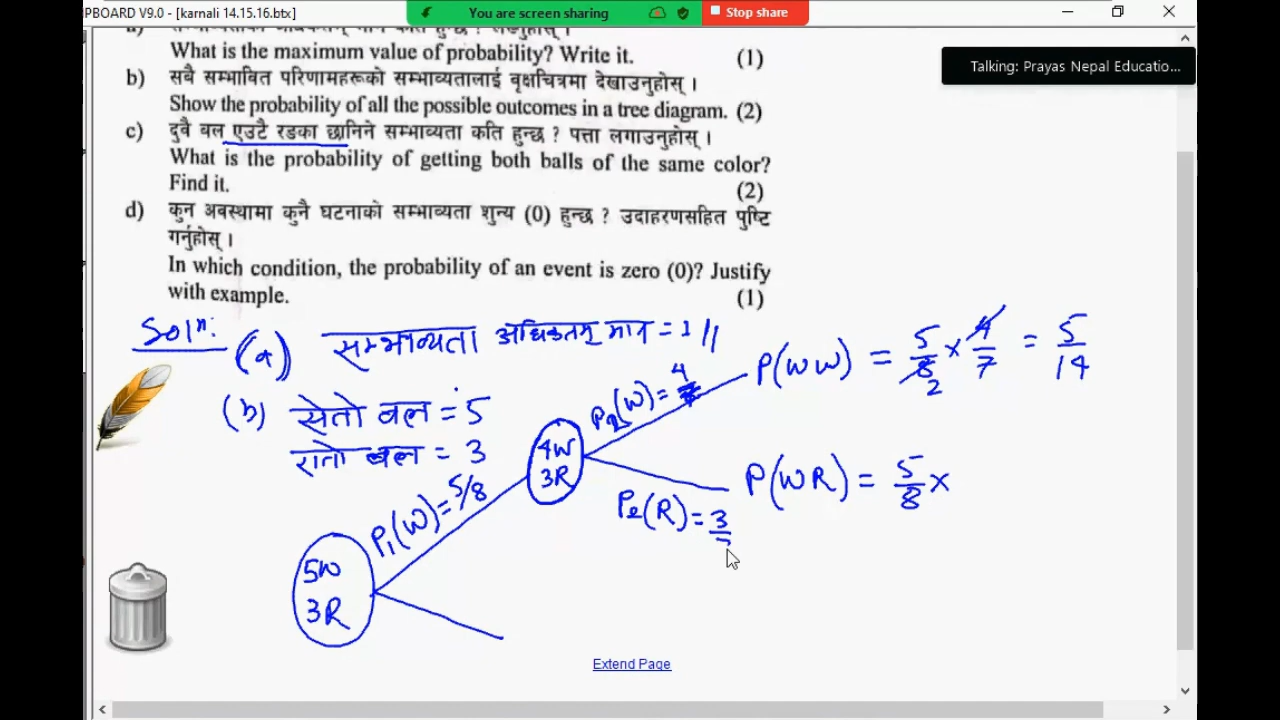 IPBOARD V9.0 - [karnali 14.15.16.btx]
You are screen sharing
Stop share
Talking: Prayas Nepal Educatio...
What is the maximum value of probability? Write it. (1)
b) सबै सम्भावित परिणामहरूको सम्भाव्यतालाई वृक्षचित्रमा देखाउनुहोस् ।
Show the probability of all the possible outcomes in a tree diagram. (2)
c) दुवै बल एउटै रङका छानिने सम्भाव्यता कति हुन्छ ? पत्ता लगाउनुहोस् ।
What is the probability of getting both balls of the same color?
Find it. (2)
d) कुन अवस्थामा कुनै घटनाको सम्भाव्यता शुन्य (0) हुन्छ ? उदाहरणसहित पुष्टि
गर्नुहोस् ।
In which condition, the probability of an event is zero (0)? Justify
with example. (1)
Solⁿ:
(a) सम्भाव्यता अधिकतम् मान = 1 //
(b) सेतो बल = 5
रातो बल = 3
P₂(W) = 4
P(WW) = 5/8 × 4/7 = 5/14
2
4W
3R
P(WR) = 5/8 ×
P₂(R) = 3
P₁(W) = 5/8
5W
3R
Extend Page